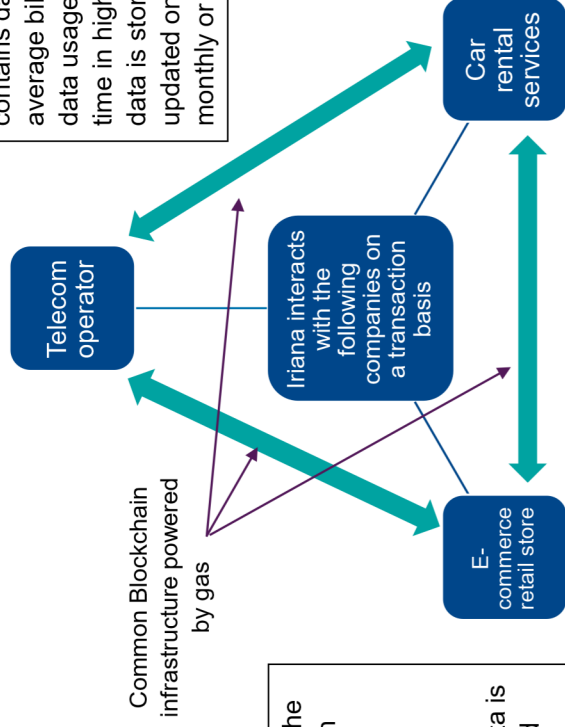 contains da
average bil
data usage
time in high
data is stor
updated on
monthly or
Telecom
operator
Common Blockchain
infrastructure powered
by gas
Iriana interacts
with the
following
companies on
a transaction
basis
he
ta is
E-
commerce
retail store
Car
rental
services